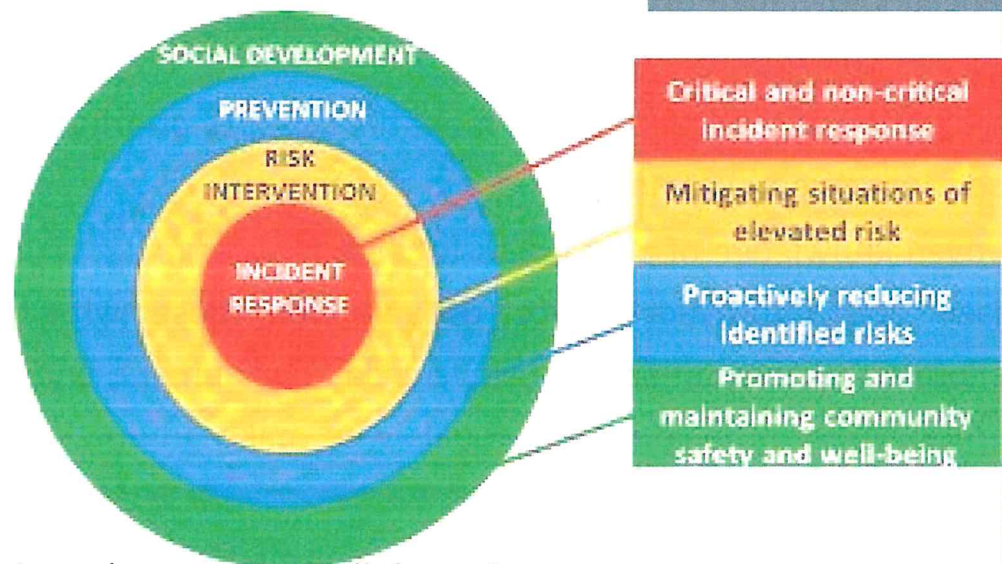 SOCIAL DEVELOPMENT
PREVENTION
RISK
INTERVENTION
INCIDENT
RESPONSE
Critical and non-critical
incident response
Mitigating situations of
elevated risk
Proactively reducing
identified risks
Promoting and
maintaining community
safety and well-being